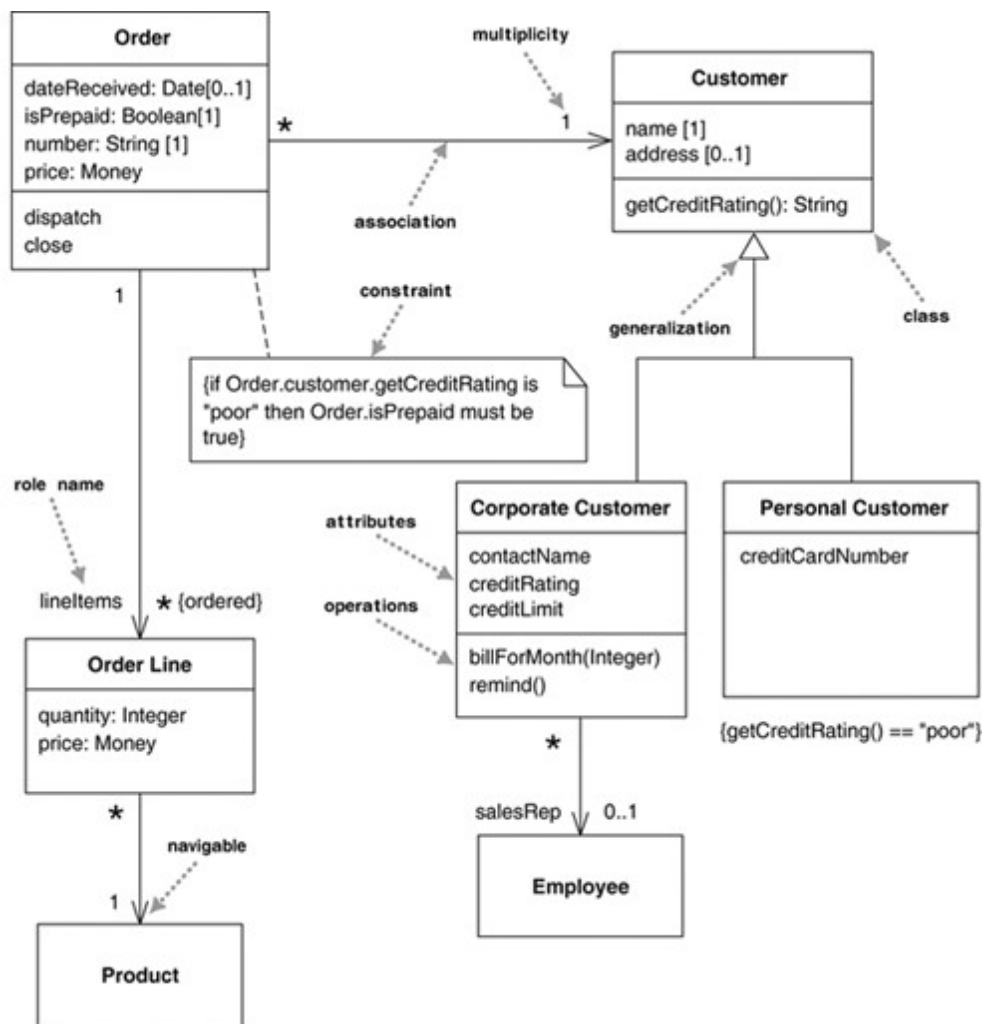 Order
dateReceived: Date[0..1]
isPrepaid: Boolean[1]
number: String [1]
price: Money
dispatch
close
*
multiplicity
1
association
Customer
name [1]
address [0..1]
getCreditRating(): String
class
generalization
1
constraint
{if Order.customer.getCreditRating is
"poor" then Order.isPrepaid must be
true}
role name
lineItems
* {ordered}
Order Line
quantity: Integer
price: Money
*
navigable
1
Product
attributes
operations
Corporate Customer
contactName
creditRating
creditLimit
billForMonth(Integer)
remind()
*
salesRep
0..1
Employee
Personal Customer
creditCardNumber
{getCreditRating() == "poor"}